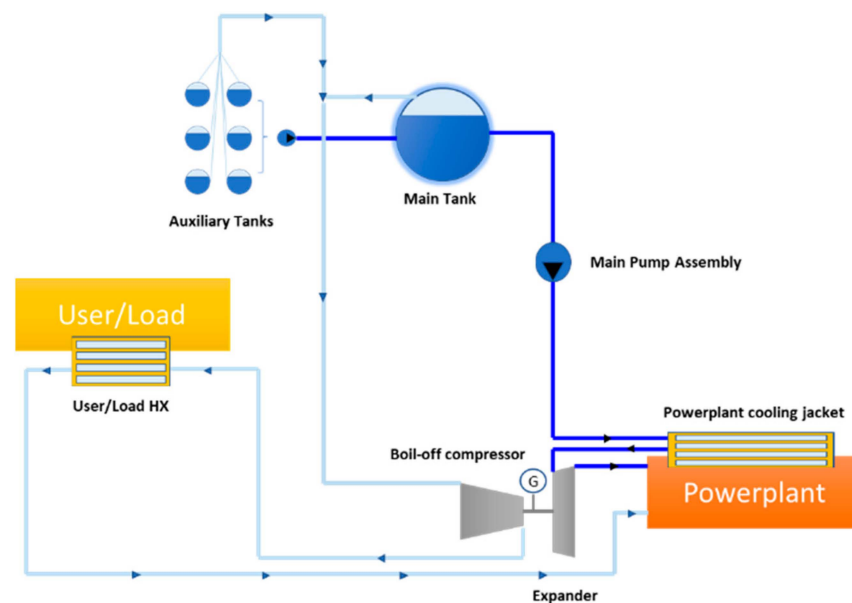 Auxiliary Tanks
Main Tank
Main Pump Assembly
User/Load
User/Load HX
Powerplant cooling jacket
Boil-off compressor
G
Powerplant
Expander